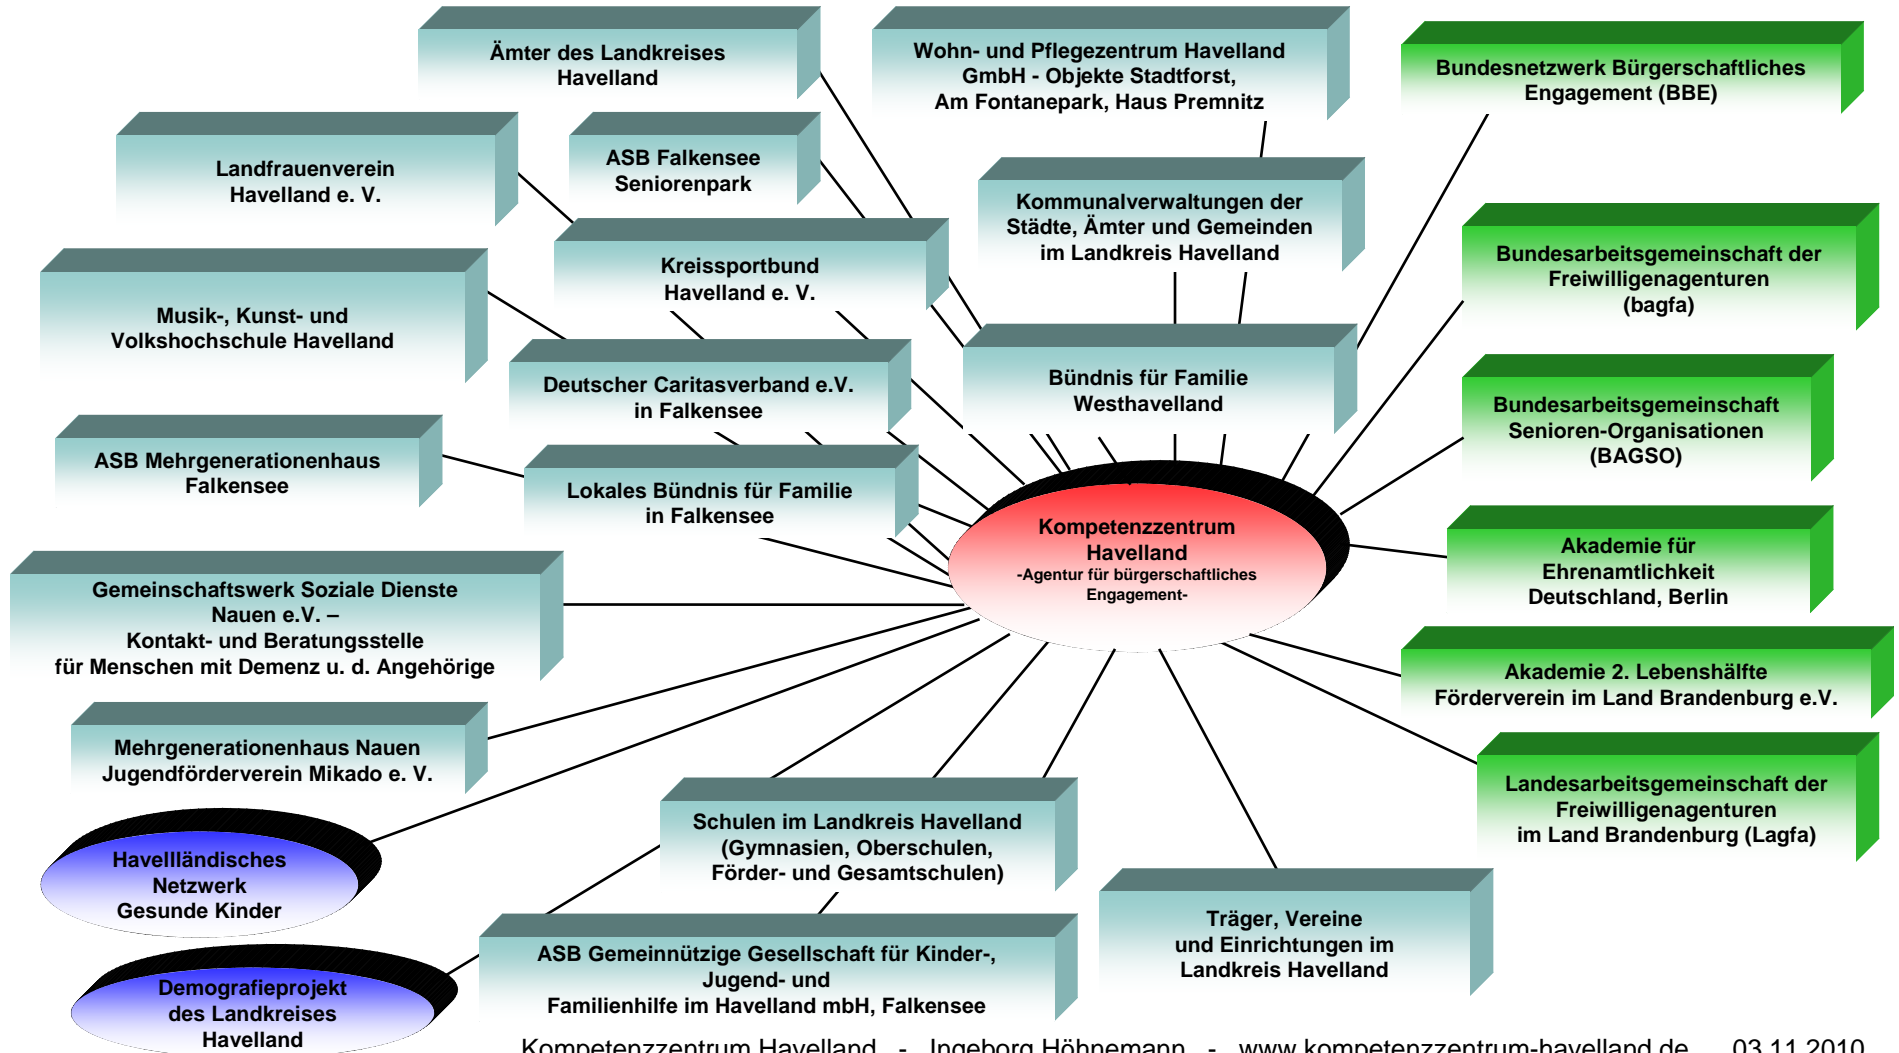 Ämter des Landkreises
Havelland
Wohn- und Pflegezentrum Havelland
GmbH - Objekte Stadtforst,
Am Fontanepark, Haus Premnitz
Bundesnetzwerk Bürgerschaftliches
Engagement (BBE)
Landfrauenverein
Havelland e. V.
ASB Falkensee
Seniorenpark
Kommunalverwaltungen der
Städte, Ämter und Gemeinden
im Landkreis Havelland
Kreissportbund
Havelland e. V.
Bundesarbeitsgemeinschaft der
Freiwilligenagenturen
(bagfa)
Musik-, Kunst- und
Volkshochschule Havelland
Deutscher Caritasverband e.V.
in Falkensee
Bündnis für Familie
Westhavelland
Bundesarbeitsgemeinschaft
Senioren-Organisationen
(BAGSO)
ASB Mehrgenerationenhaus
Falkensee
Lokales Bündnis für Familie
in Falkensee
Kompetenzzentrum
Havelland
-Agentur für bürgerschaftliches
Engagement-
Akademie für
Ehrenamtlichkeit
Deutschland, Berlin
Gemeinschaftswerk Soziale Dienste
Nauen e.V. –
Kontakt- und Beratungsstelle
für Menschen mit Demenz u. d. Angehörige
Akademie 2. Lebenshälfte
Förderverein im Land Brandenburg e.V.
Mehrgenerationenhaus Nauen
Jugendförderverein Mikado e. V.
Landesarbeitsgemeinschaft der
Freiwilligenagenturen
im Land Brandenburg (Lagfa)
Schulen im Landkreis Havelland
(Gymnasien, Oberschulen,
Förder- und Gesamtschulen)
Havelländisches
Netzwerk
Gesunde Kinder
Träger, Vereine
und Einrichtungen im
Landkreis Havelland
ASB Gemeinnützige Gesellschaft für Kinder-,
Jugend- und
Familienhilfe im Havelland mbH, Falkensee
Demografieprojekt
des Landkreises
Havelland
Kompetenzzentrum Havelland - Ingeborg Höhnemann - www.kompetenzzentrum-havelland.de 03.11.2010